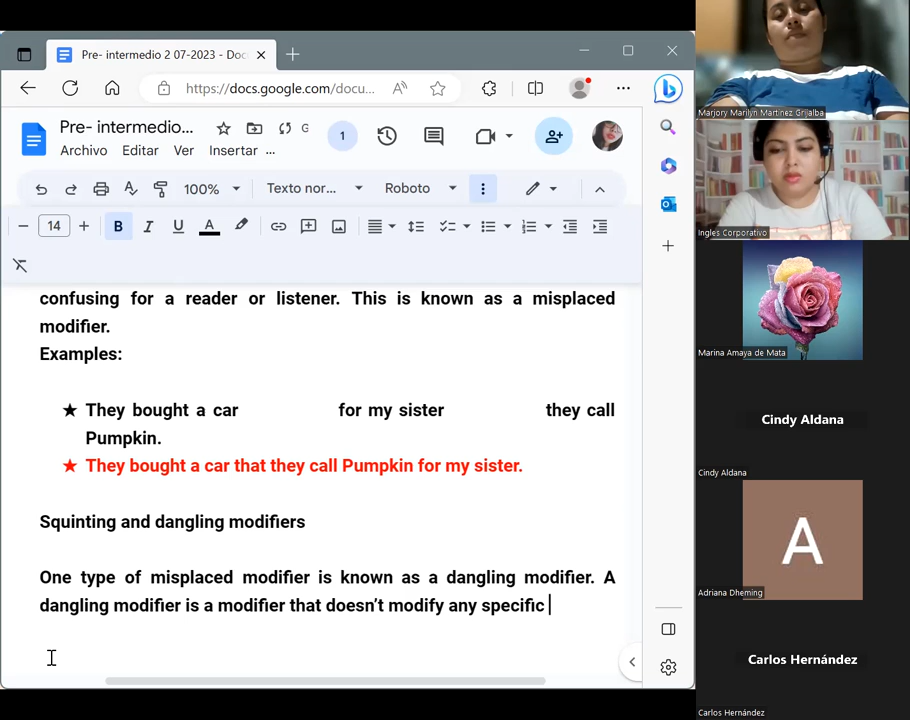 Pre- intermedio 2 07-2023 - Doc
https://docs.google.com/docu...
Pre- intermedio...
G
1
Archivo Editar Ver Insertar ...
100% Texto nor... Roboto
14 B I U A
confusing for a reader or listener. This is known as a misplaced
modifier.
Examples:
★ They bought a car for my sister they call
Pumpkin.
★ They bought a car that they call Pumpkin for my sister.
Squinting and dangling modifiers
One type of misplaced modifier is known as a dangling modifier. A
dangling modifier is a modifier that doesn't modify any specific
Marjory Marilyn Martinez Grijalba
Ingles Corporativo
Marina Amaya de Mata
Cindy Aldana
Cindy Aldana
A
Adriana Dheming
Carlos Hernández
Carlos Hernández